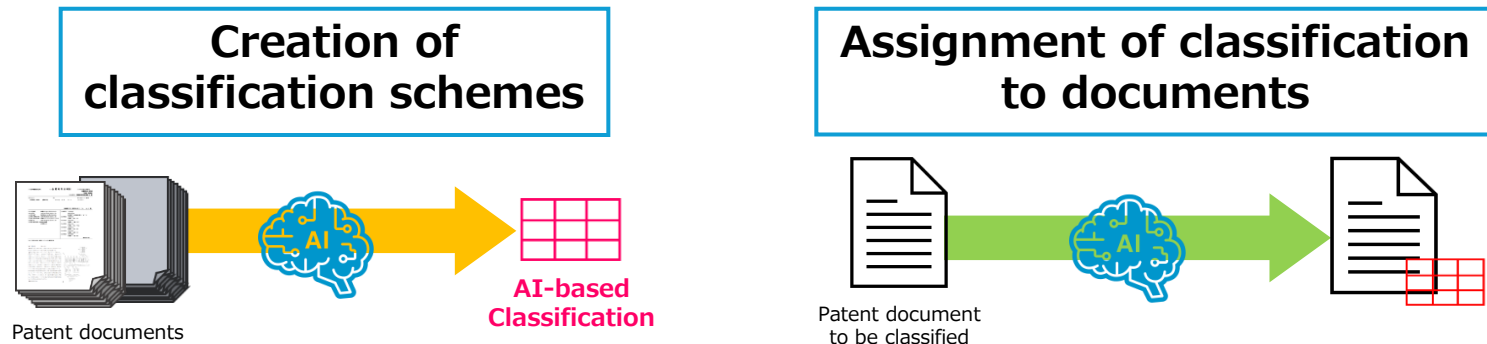 Creation of
classification schemes
Assignment of classification
to documents
AI
AI
AI-based
Classification
Patent documents
Patent document
to be classified